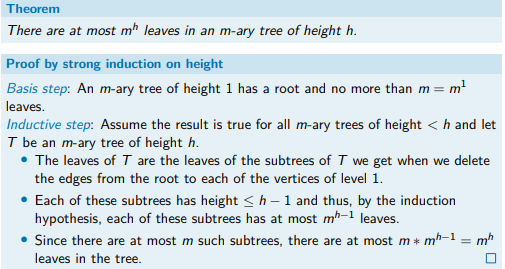 Theorem
There are at most mʰ leaves in an m-ary tree of height h.
Proof by strong induction on height
Basis step: An m-ary tree of height 1 has a root and no more than m = m¹
leaves.
Inductive step: Assume the result is true for all m-ary trees of height < h and let
T be an m-ary tree of height h.
• The leaves of T are the leaves of the subtrees of T we get when we delete
the edges from the root to each of the vertices of level 1.
• Each of these subtrees has height ≤ h − 1 and thus, by the induction
hypothesis, each of these subtrees has at most mʰ⁻¹ leaves.
• Since there are at most m such subtrees, there are at most m ∗ mʰ⁻¹ = mʰ
leaves in the tree. □